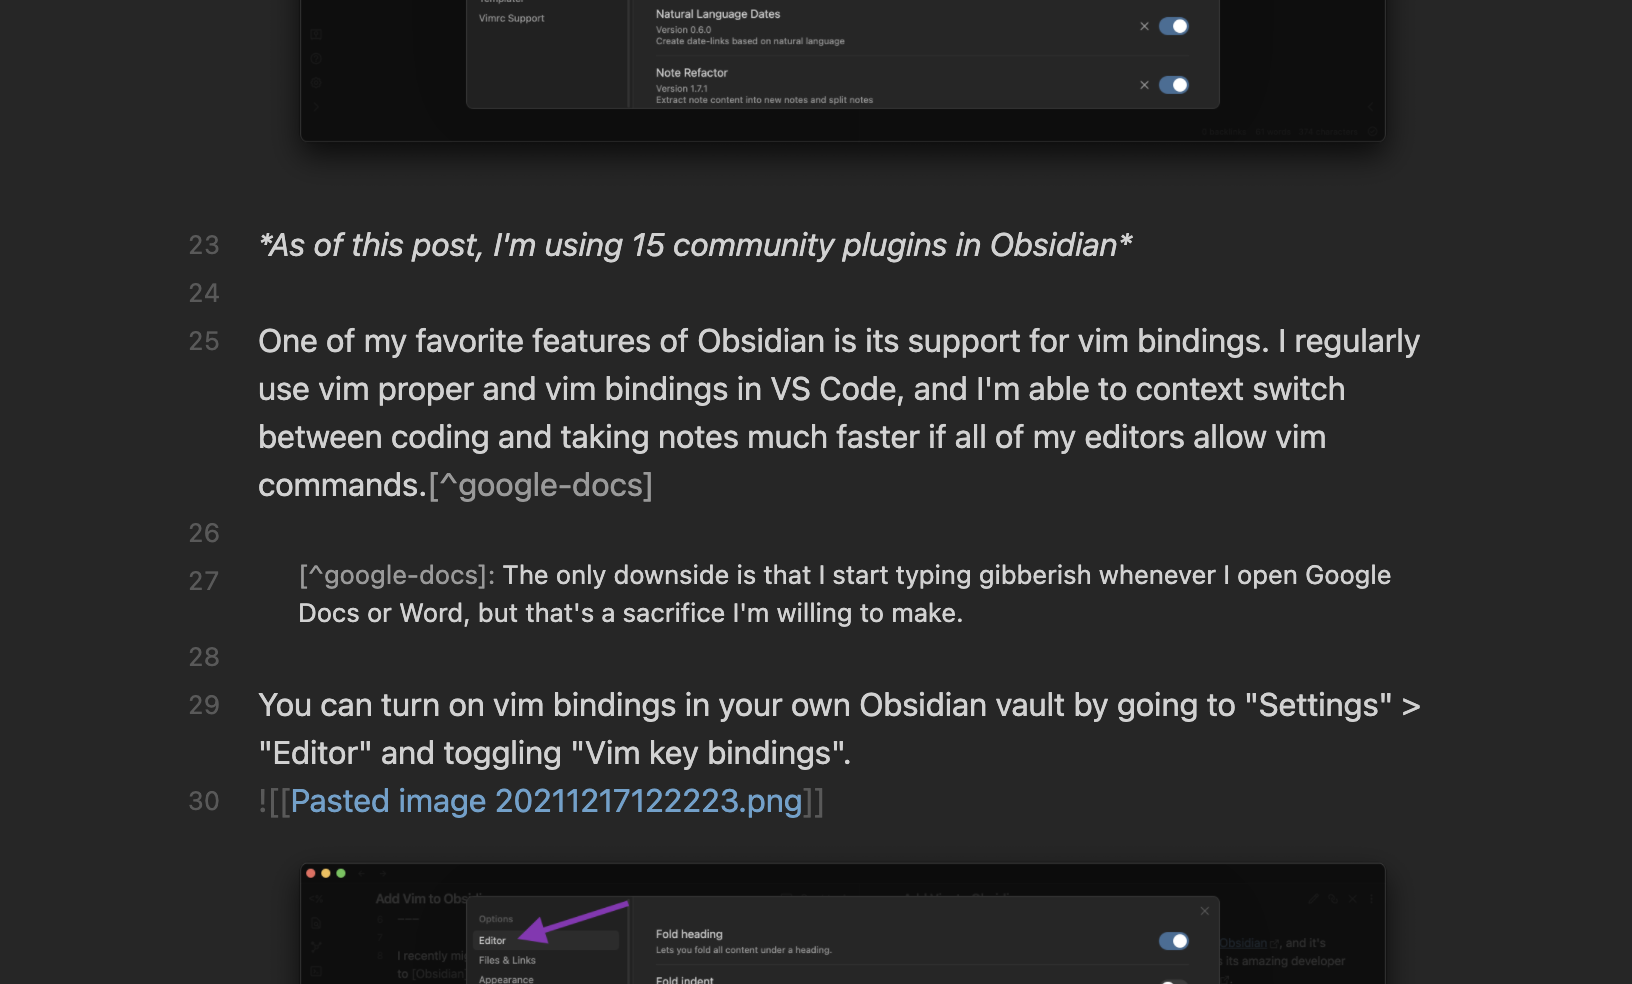 Vimrc Support
Natural Language Dates
Version 0.6.0
Create date-links based on natural language
Note Refactor
Version 1.7.1
Extract note content into new notes and split notes
23 *As of this post, I'm using 15 community plugins in Obsidian*
24
25 One of my favorite features of Obsidian is its support for vim bindings. I regularly
use vim proper and vim bindings in VS Code, and I'm able to context switch
between coding and taking notes much faster if all of my editors allow vim
commands.[^google-docs]
26
27 [^google-docs]: The only downside is that I start typing gibberish whenever I open Google
Docs or Word, but that's a sacrifice I'm willing to make.
28
29 You can turn on vim bindings in your own Obsidian vault by going to "Settings" >
"Editor" and toggling "Vim key bindings".
30 ![[Pasted image 20211217122223.png]]
Add Vim to
Options
Editor
Files & Links
Appearance
Fold heading
Lets you fold all content under a heading.
Fold indent
I recently
to [Obsidian
Obsidian, and it's
its amazing developer